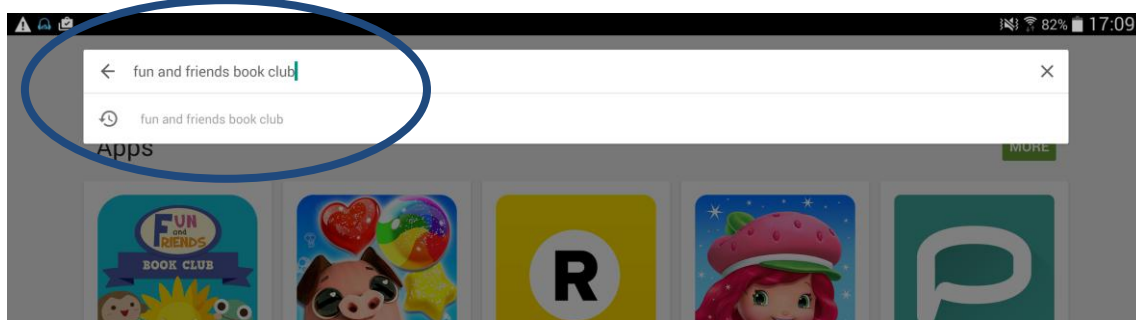 82% 17:09
fun and friends book club
fun and friends book club
Apps
MORE
FUN
and
FRIENDS
BOOK CLUB
R